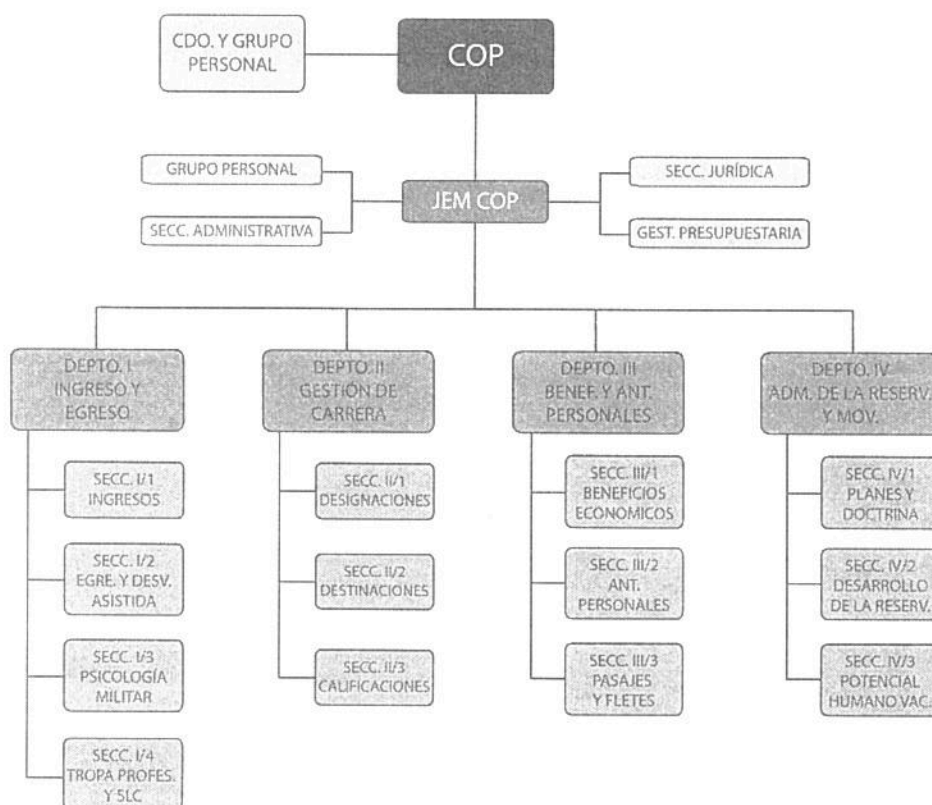 CDO. Y GRUPO
PERSONAL
COP
GRUPO PERSONAL
SECC. JURÍDICA
JEM COP
SECC. ADMINISTRATIVA
GEST. PRESUPUESTARIA
DEPTO. I
INGRESO Y
EGRESO
DEPTO. II
GESTIÓN DE
CARRERA
DEPTO. III
BENEF. Y ANT.
PERSONALES
DEPTO. IV
ADM. DE LA RESERV.
Y MOV.
SECC. I/1
INGRESOS
SECC. II/1
DESIGNACIONES
SECC. III/1
BENEFICIOS
ECONOMICOS
SECC. IV/1
PLANES Y
DOCTRINA
SECC. I/2
EGRE. Y DESV.
ASISTIDA
SECC. II/2
DESTINACIONES
SECC. III/2
ANT.
PERSONALES
SECC. IV/2
DESARROLLO
DE LA RESERV.
SECC. I/3
PSICOLOGÍA
MILITAR
SECC. II/3
CALIFICACIONES
SECC. III/3
PASAJES
Y FLETES
SECC. IV/3
POTENCIAL
HUMANO VAC.
SECC. I/4
TROPA PROFES.
Y SLC